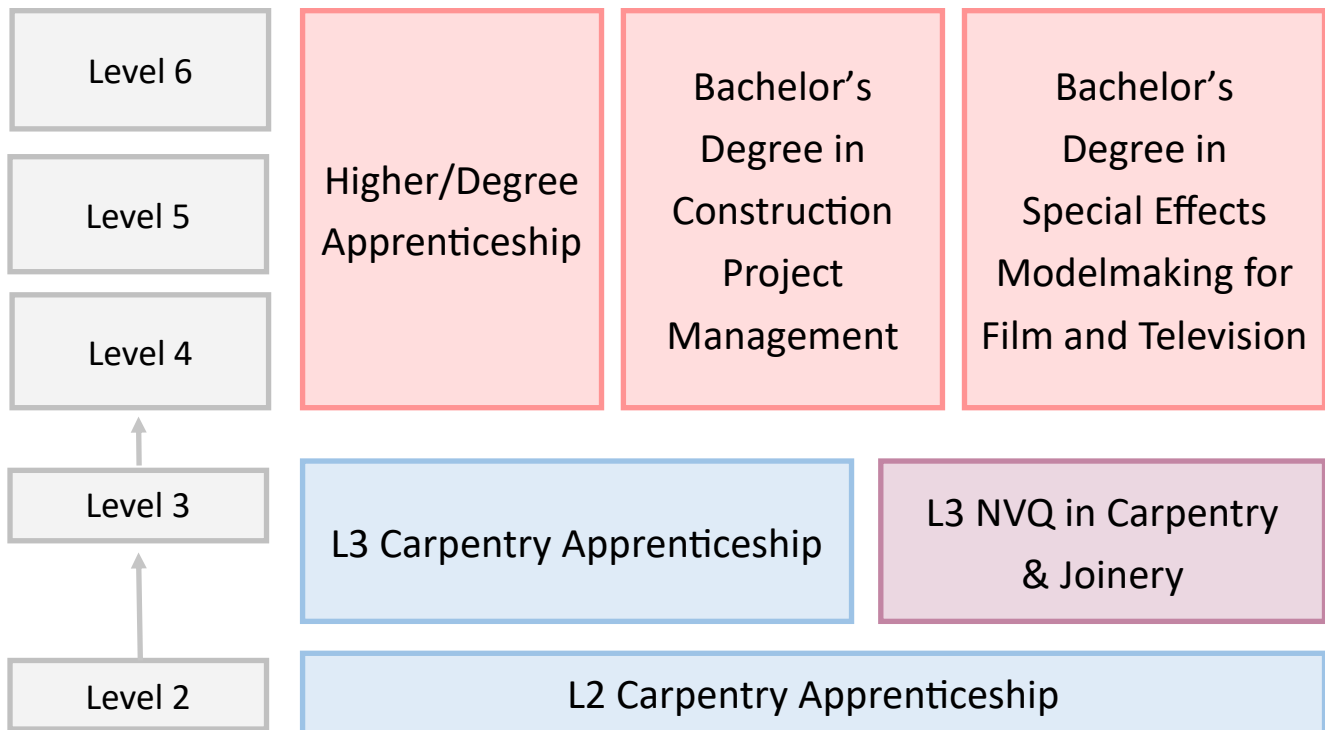 Level 6
Level 5
Level 4
Level 3
Level 2
Higher/Degree
Apprenticeship
Bachelor’s
Degree in
Construction
Project
Management
Bachelor’s
Degree in
Special Effects
Modelmaking for
Film and Television
L3 Carpentry Apprenticeship
L3 NVQ in Carpentry
& Joinery
L2 Carpentry Apprenticeship